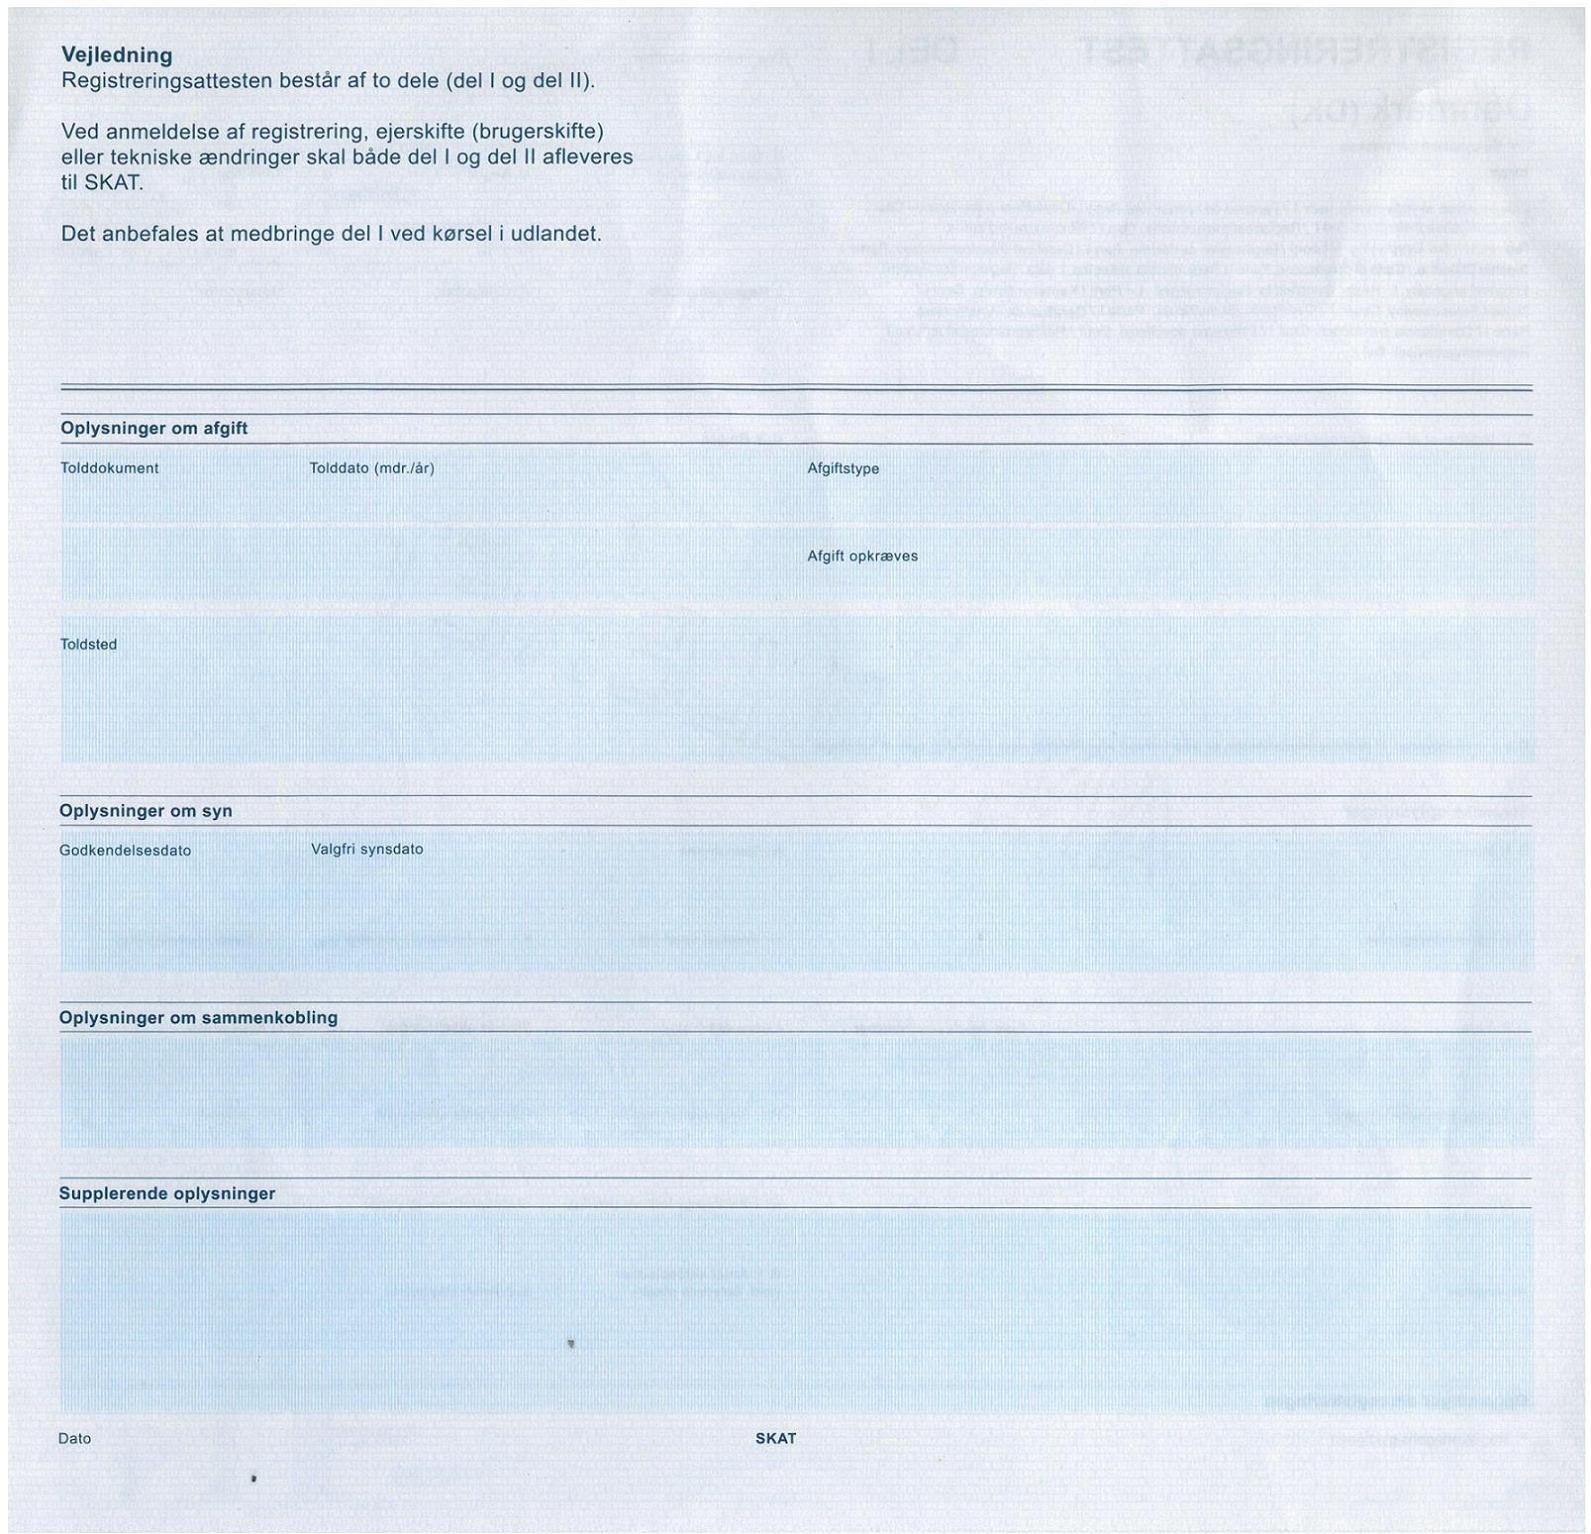 Vejledning
Registreringsattesten består af to dele (del I og del II).
Ved anmeldelse af registrering, ejerskifte (brugerskifte)
eller tekniske ændringer skal både del I og del II afleveres
til SKAT.
Det anbefales at medbringe del I ved kørsel i udlandet.
Oplysninger om afgift
Tolddokument Tolddato (mdr./år) Afgiftstype
Afgift opkræves
Toldsted
Oplysninger om syn
Godkendelsesdato Valgfri synsdato
Oplysninger om sammenkobling
Supplerende oplysninger
Dato SKAT